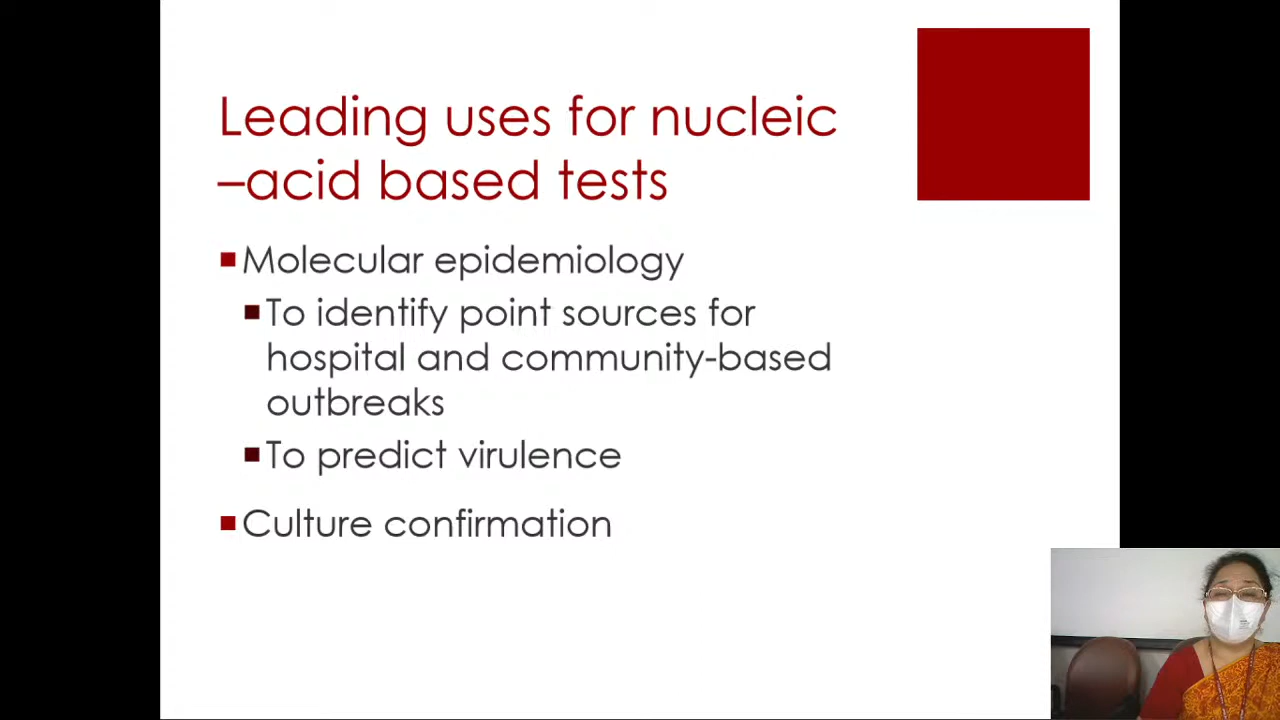 Leading uses for nucleic
–acid based tests
Molecular epidemiology
To identify point sources for
hospital and community-based
outbreaks
To predict virulence
Culture confirmation